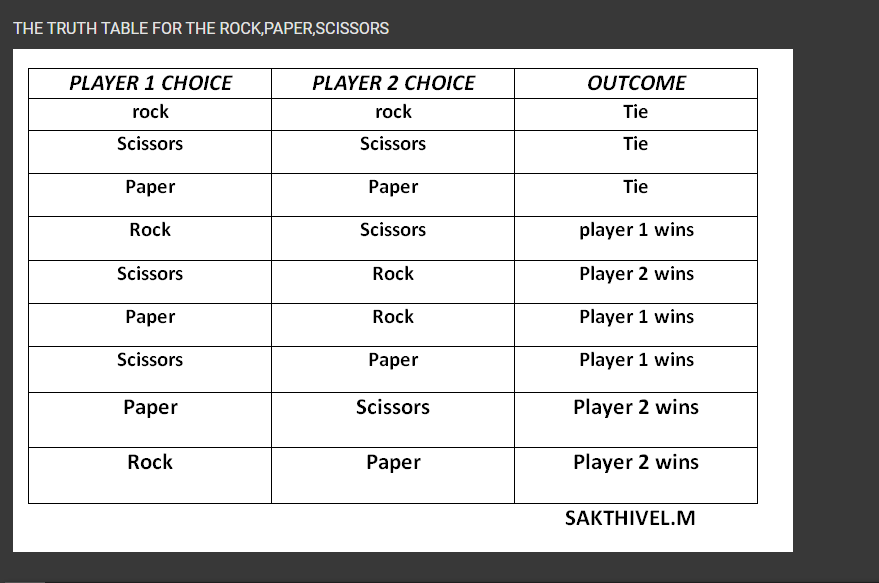 THE TRUTH TABLE FOR THE ROCK,PAPER,SCISSORS
PLAYER 1 CHOICE PLAYER 2 CHOICE OUTCOME
rock rock Tie
Scissors Scissors Tie
Paper Paper Tie
Rock Scissors player 1 wins
Scissors Rock Player 2 wins
Paper Rock Player 1 wins
Scissors Paper Player 1 wins
Paper Scissors Player 2 wins
Rock Paper Player 2 wins
SAKTHIVEL.M